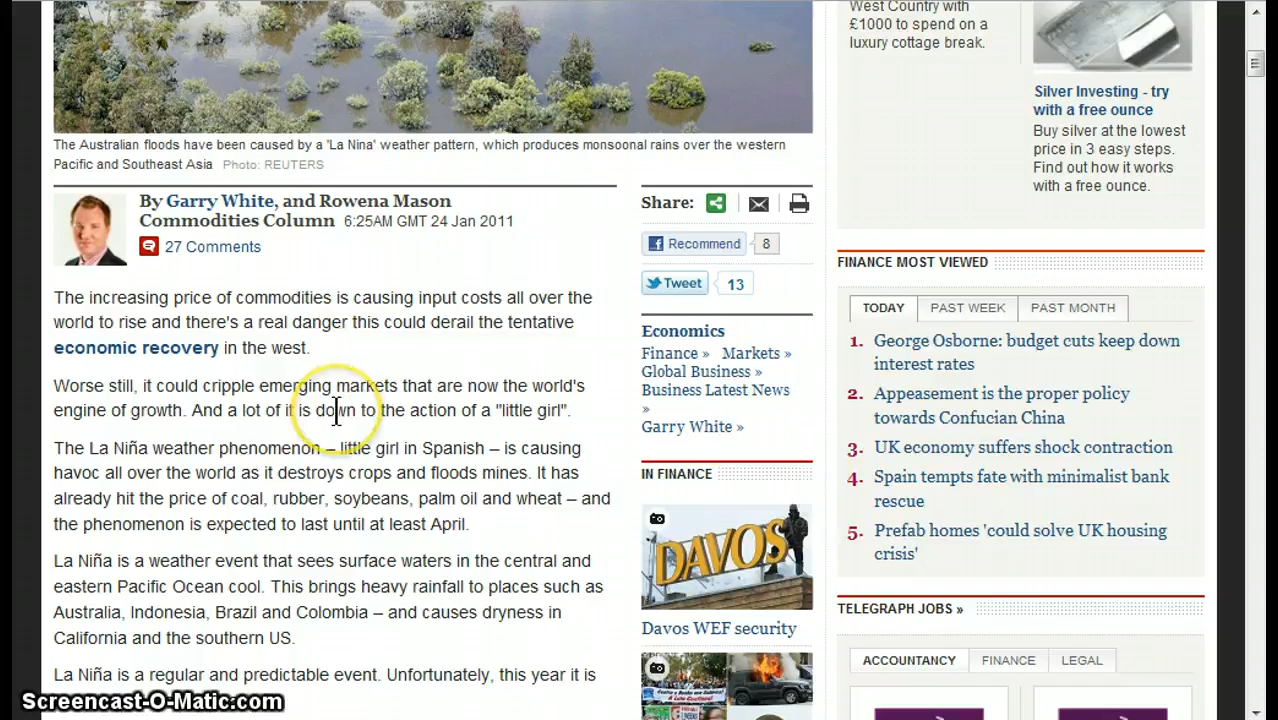 West Country with
£1000 to spend on a
luxury cottage break.
Silver Investing - try
with a free ounce
Buy silver at the lowest
price in 3 easy steps.
Find out how it works
with a free ounce.
The Australian floods have been caused by a 'La Nina' weather pattern, which produces monsoonal rains over the western
Pacific and Southeast Asia Photo: REUTERS
By Garry White, and Rowena Mason
Commodities Column 6:25AM GMT 24 Jan 2011
27 Comments
The increasing price of commodities is causing input costs all over the
world to rise and there's a real danger this could derail the tentative
economic recovery in the west.
Worse still, it could cripple emerging markets that are now the world's
engine of growth. And a lot of it is down to the action of a "little girl".
The La Niña weather phenomenon – little girl in Spanish – is causing
havoc all over the world as it destroys crops and floods mines. It has
already hit the price of coal, rubber, soybeans, palm oil and wheat – and
the phenomenon is expected to last until at least April.
La Niña is a weather event that sees surface waters in the central and
eastern Pacific Ocean cool. This brings heavy rainfall to places such as
Australia, Indonesia, Brazil and Colombia – and causes dryness in
California and the southern US.
La Niña is a regular and predictable event. Unfortunately, this year it is
Share:
Recommend 8
Tweet 13
Economics
Finance » Markets »
Global Business »
Business Latest News
»
Garry White »
IN FINANCE
DAVOS
Davos WEF security
FINANCE MOST VIEWED
TODAY PAST WEEK PAST MONTH
1. George Osborne: budget cuts keep down
interest rates
2. Appeasement is the proper policy
towards Confucian China
3. UK economy suffers shock contraction
4. Spain tempts fate with minimalist bank
rescue
5. Prefab homes 'could solve UK housing
crisis'
TELEGRAPH JOBS »
ACCOUNTANCY FINANCE LEGAL
Screencast-O-Matic.com